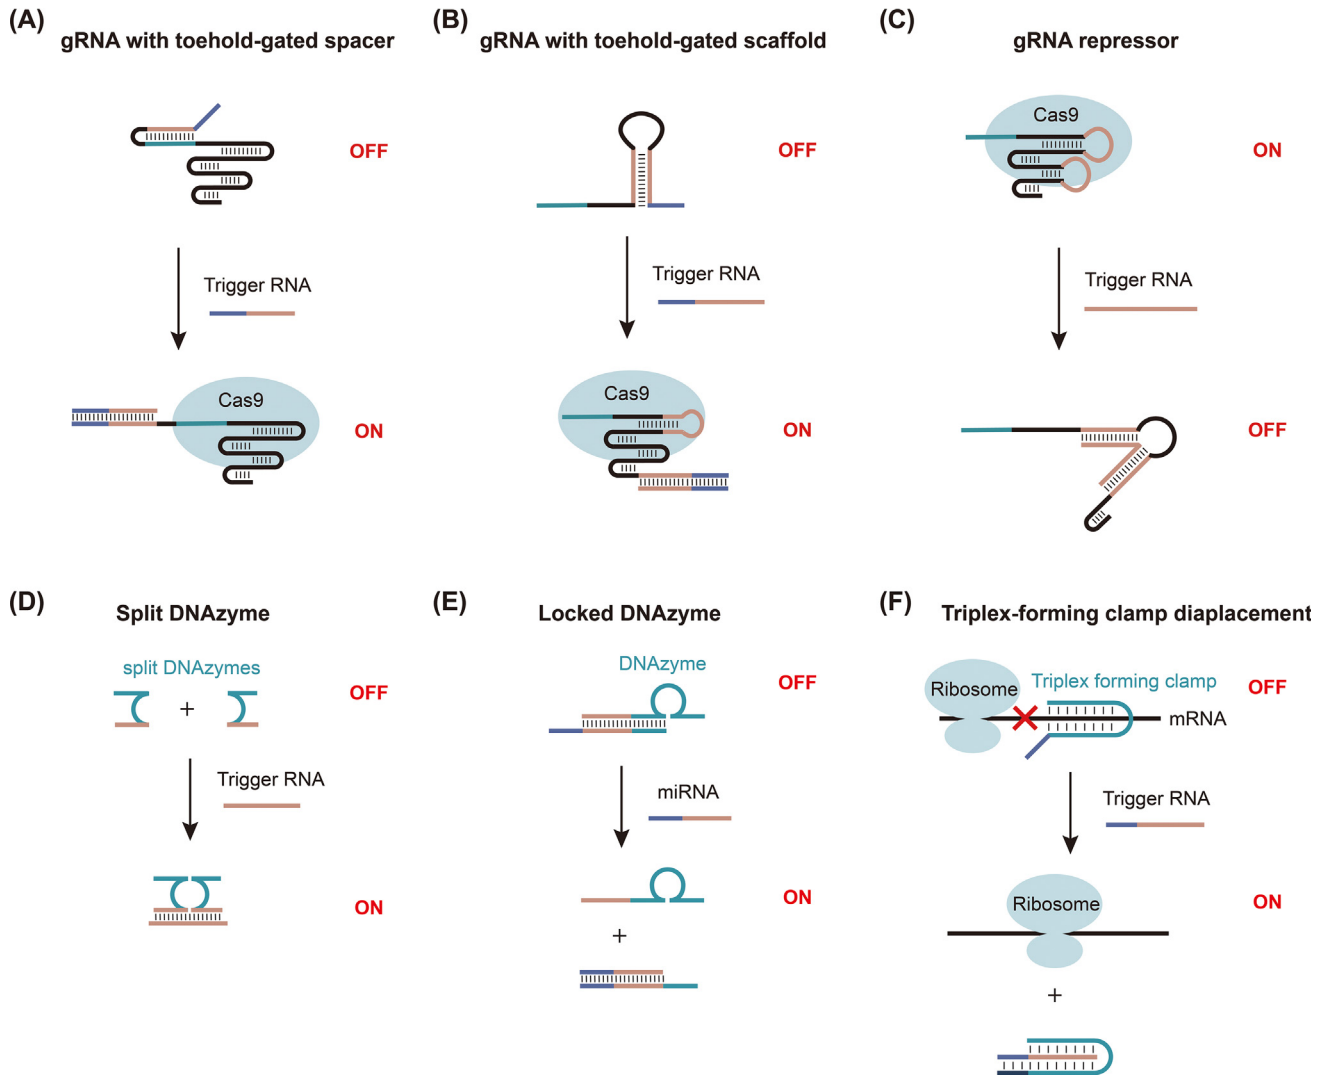 (A)
gRNA with toehold-gated spacer
OFF
Trigger RNA
Cas9
ON
(B)
gRNA with toehold-gated scaffold
OFF
Trigger RNA
Cas9
ON
(C)
gRNA repressor
Cas9
ON
Trigger RNA
OFF
(D)
Split DNAzyme
split DNAzymes
+
OFF
Trigger RNA
ON
(E)
Locked DNAzyme
DNAzyme
OFF
miRNA
ON
+
(F)
Triplex-forming clamp diaplacement
Ribosome
Triplex forming clamp
OFF
mRNA
Trigger RNA
Ribosome
ON
+